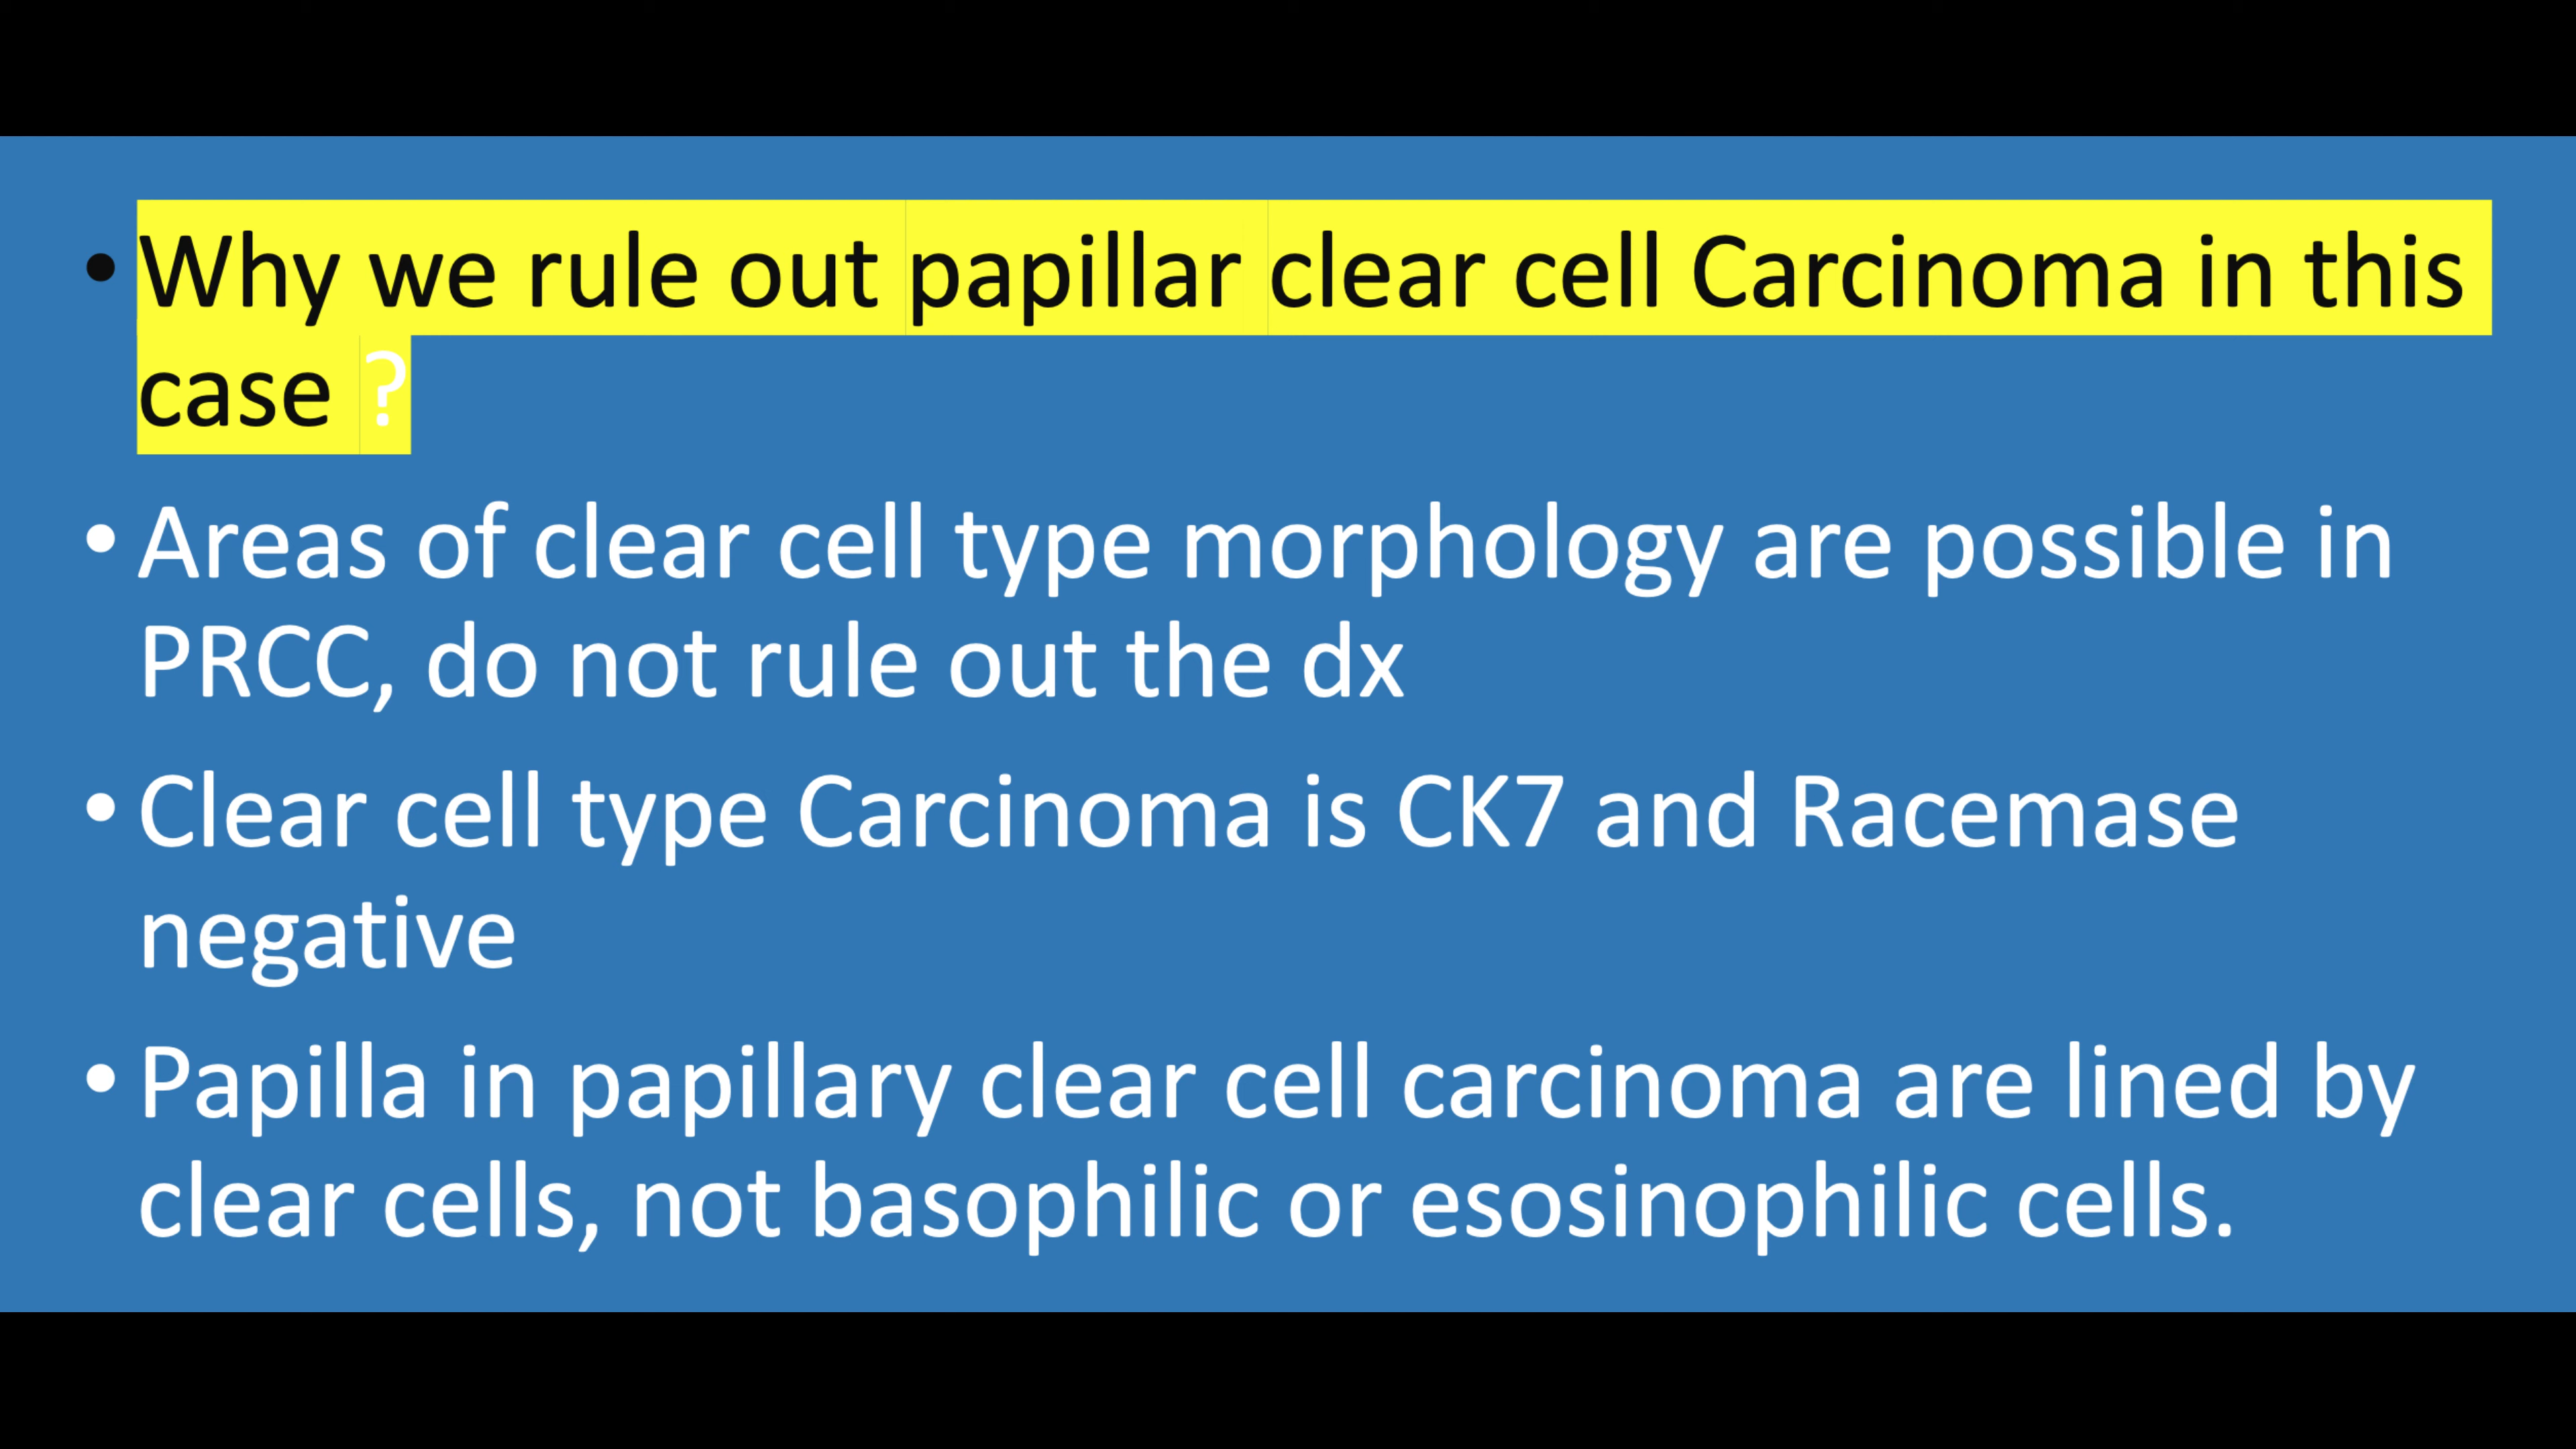 • Why we rule out papillar clear cell Carcinoma in this
case ?
• Areas of clear cell type morphology are possible in
PRCC, do not rule out the dx
• Clear cell type Carcinoma is CK7 and Racemase
negative
• Papilla in papillary clear cell carcinoma are lined by
clear cells, not basophilic or esosinophilic cells.